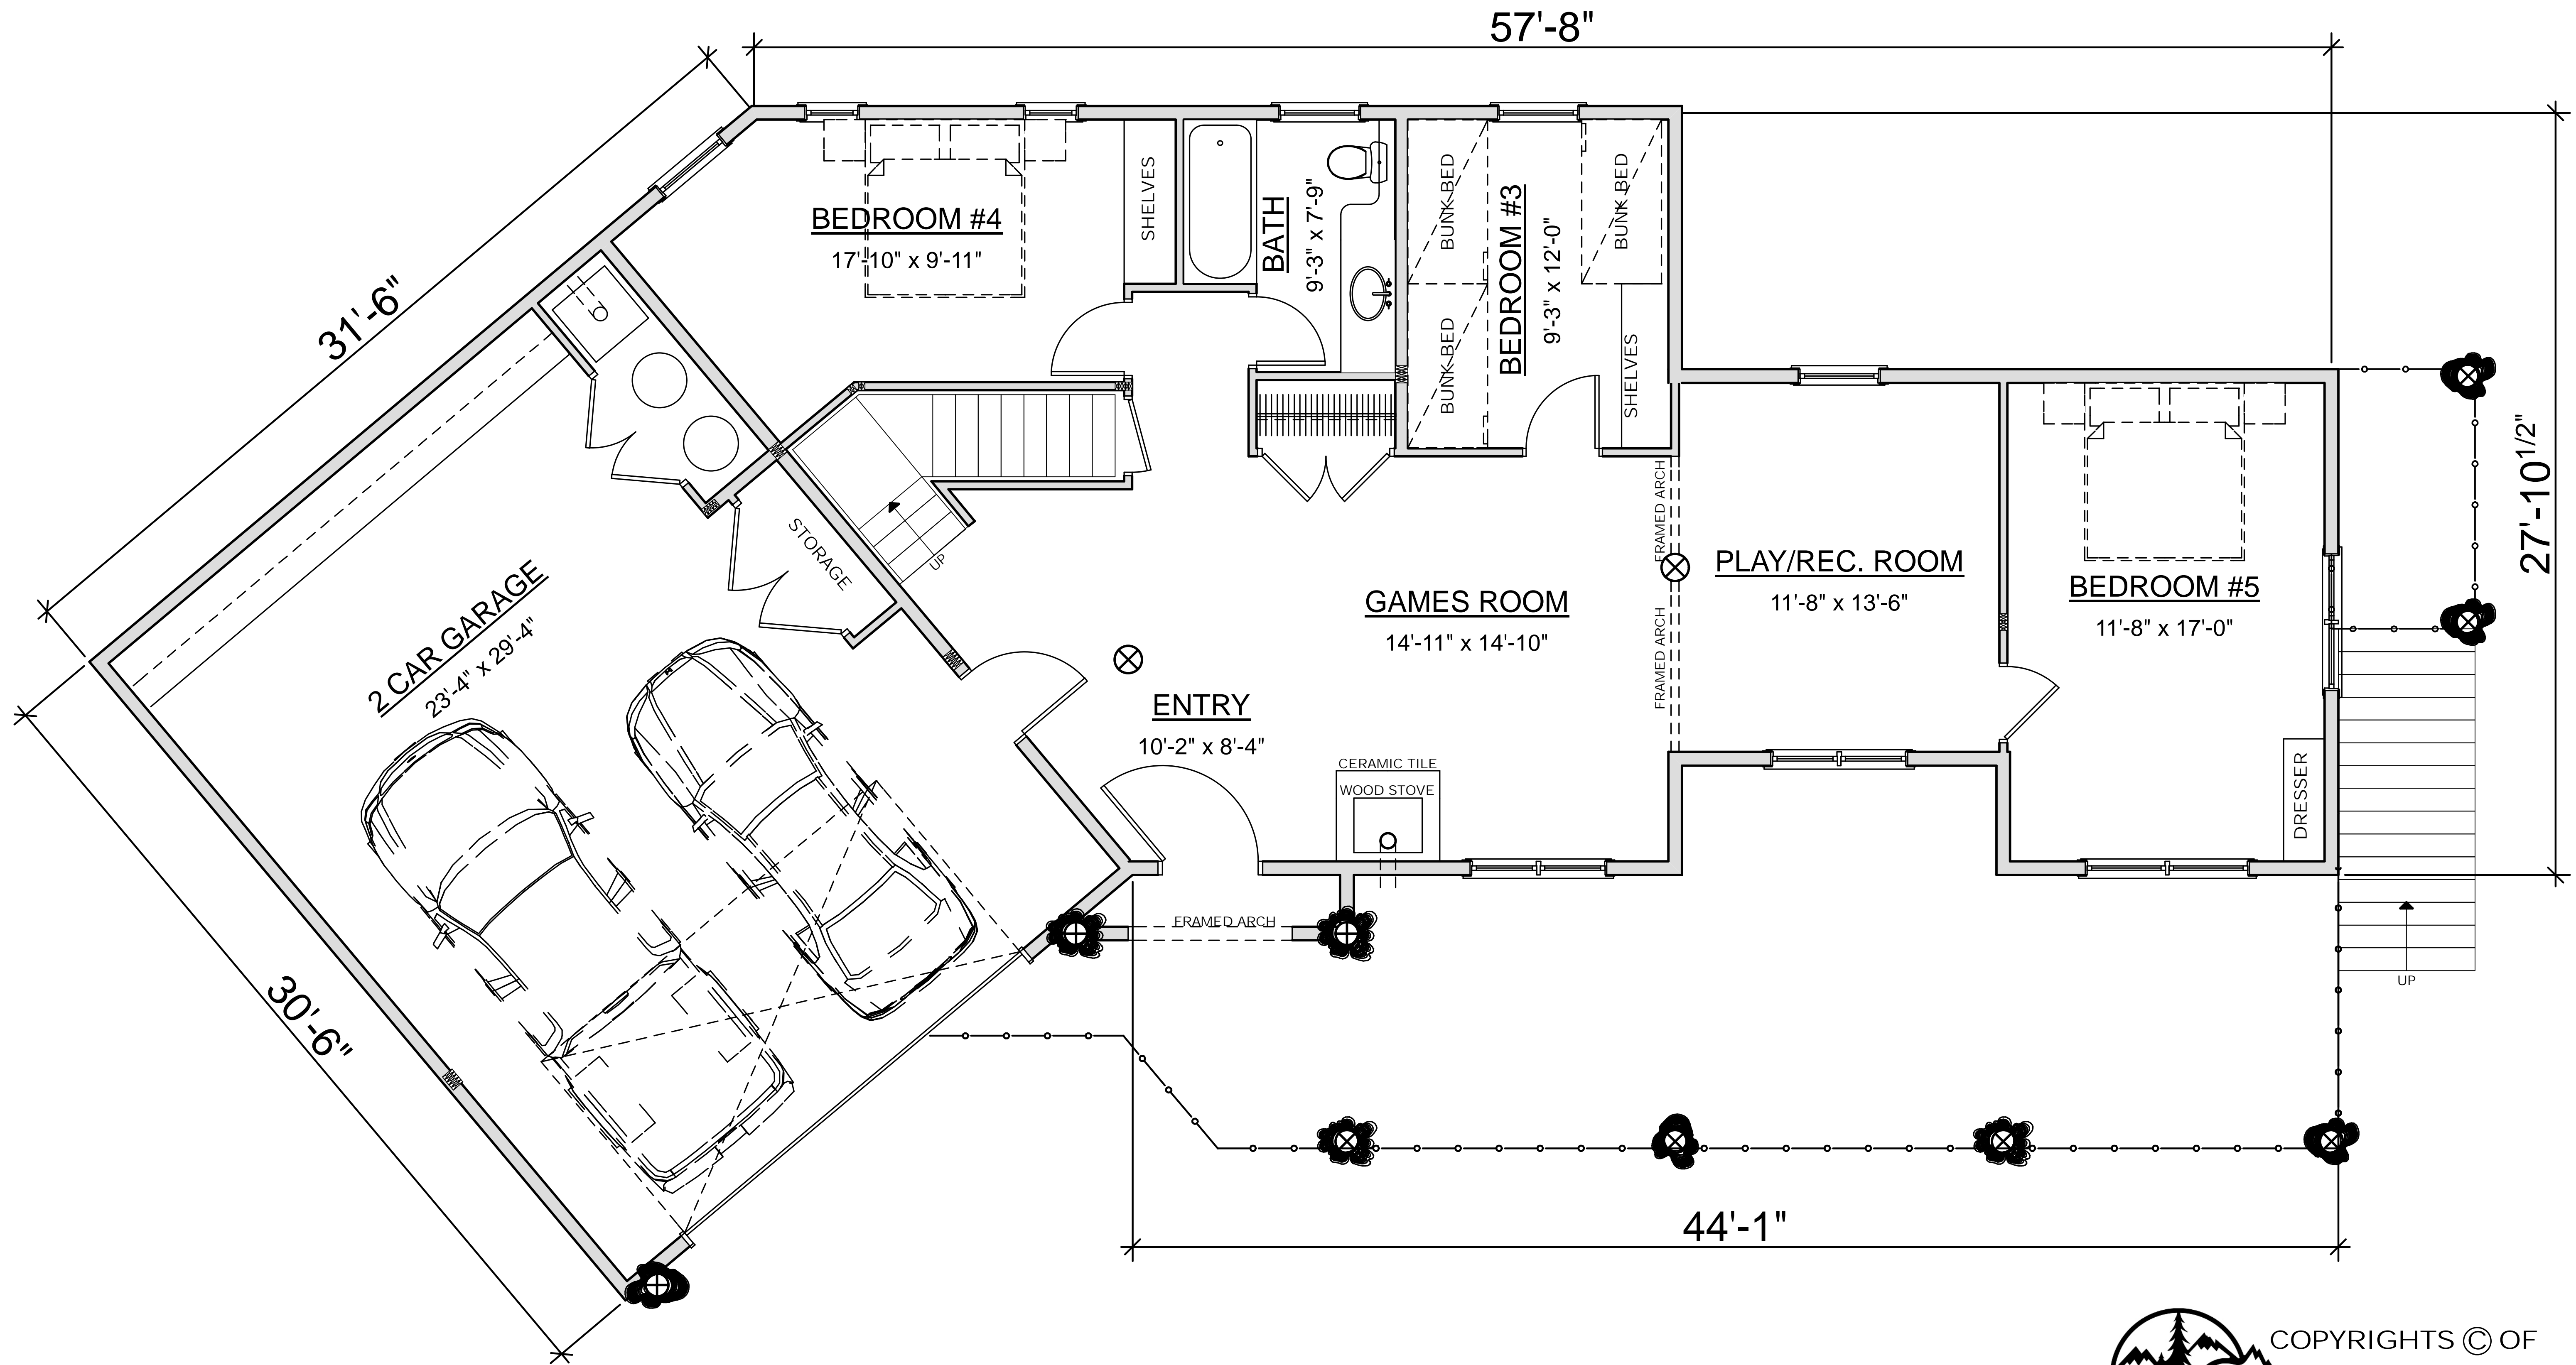 57'-8"
31'-6"
BEDROOM #4
17'-10" x 9'-11"
SHELVES
BATH
9'-3" x 7'-9"
BUNK BED
BUNK BED
BEDROOM #3
9'-3" x 12'-0"
BUNK BED
SHELVES
27'-10 1/2"
STORAGE
UP
2 CAR GARAGE
23'-4" x 29'-4"
FRAMED ARCH
FRAMED ARCH
GAMES ROOM
14'-11" x 14'-10"
PLAY/REC. ROOM
11'-8" x 13'-6"
BEDROOM #5
11'-8" x 17'-0"
ENTRY
10'-2" x 8'-4"
CERAMIC TILE
WOOD STOVE
DRESSER
FRAMED ARCH
UP
30'-6"
44'-1"
COPYRIGHTS © OF